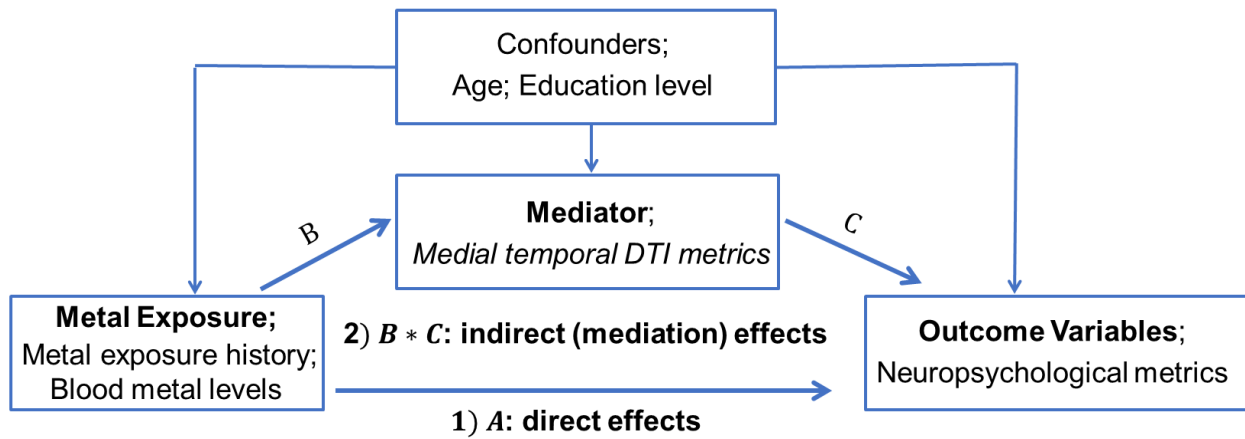 Confounders;
Age; Education level
B
Mediator;
Medial temporal DTI metrics
C
Metal Exposure;
Metal exposure history;
Blood metal levels
2) B * C: indirect (mediation) effects
1) A: direct effects
Outcome Variables;
Neuropsychological metrics